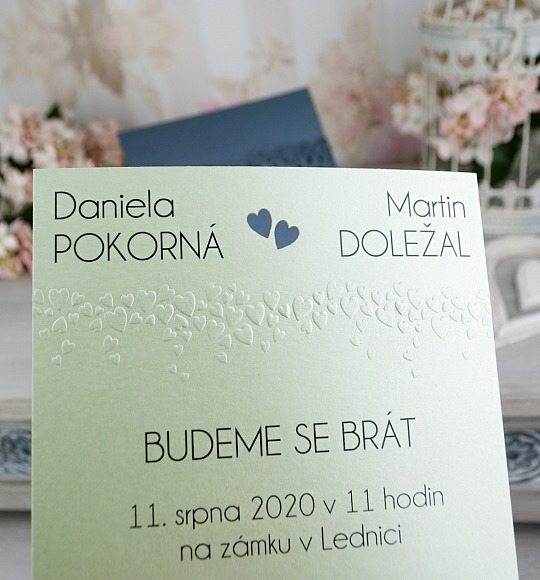 Daniela
POKORNÁ
Martin
DOLEŽAL
BUDEME SE BRÁT
11. srpna 2020 v 11 hodin
na zámku v Lednici